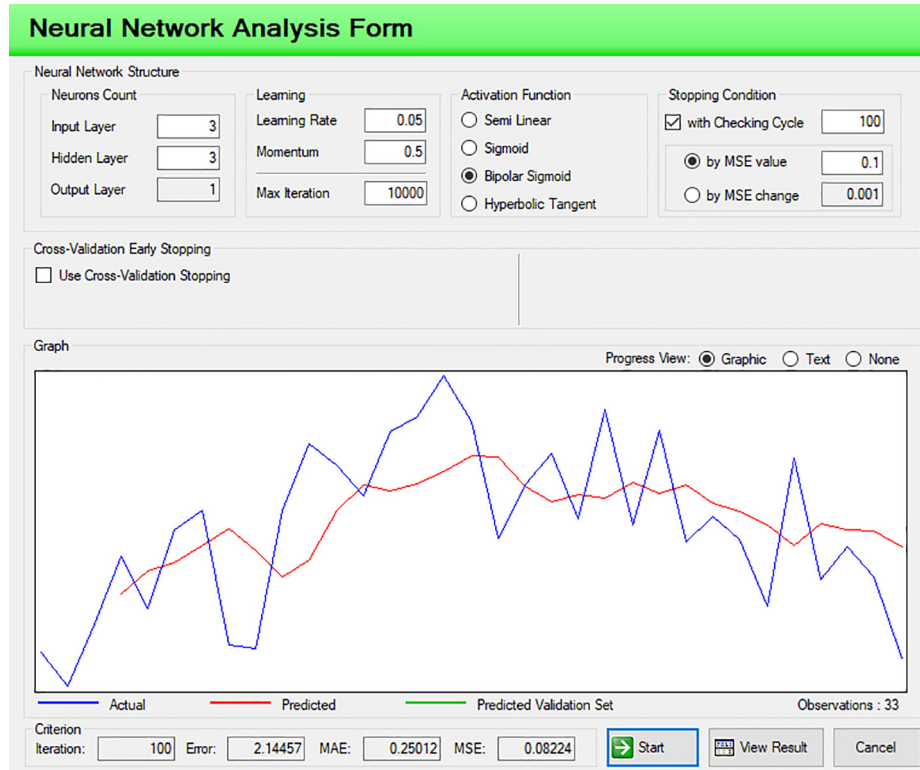 Neural Network Analysis Form
Neural Network Structure
Neurons Count
Input Layer 3
Hidden Layer 3
Output Layer 1
Learning
Learning Rate 0.05
Momentum 0.5
Max Iteration 10000
Activation Function
Semi Linear
Sigmoid
Bipolar Sigmoid
Hyperbolic Tangent
Stopping Condition
with Checking Cycle 100
by MSE value 0.1
by MSE change 0.001
Cross-Validation Early Stopping
Use Cross-Validation Stopping
Graph
Progress View: Graphic Text None
Actual Predicted Predicted Validation Set Observations : 33
Criterion
Iteration: 100 Error: 2.14457 MAE: 0.25012 MSE: 0.08224 Start View Result Cancel